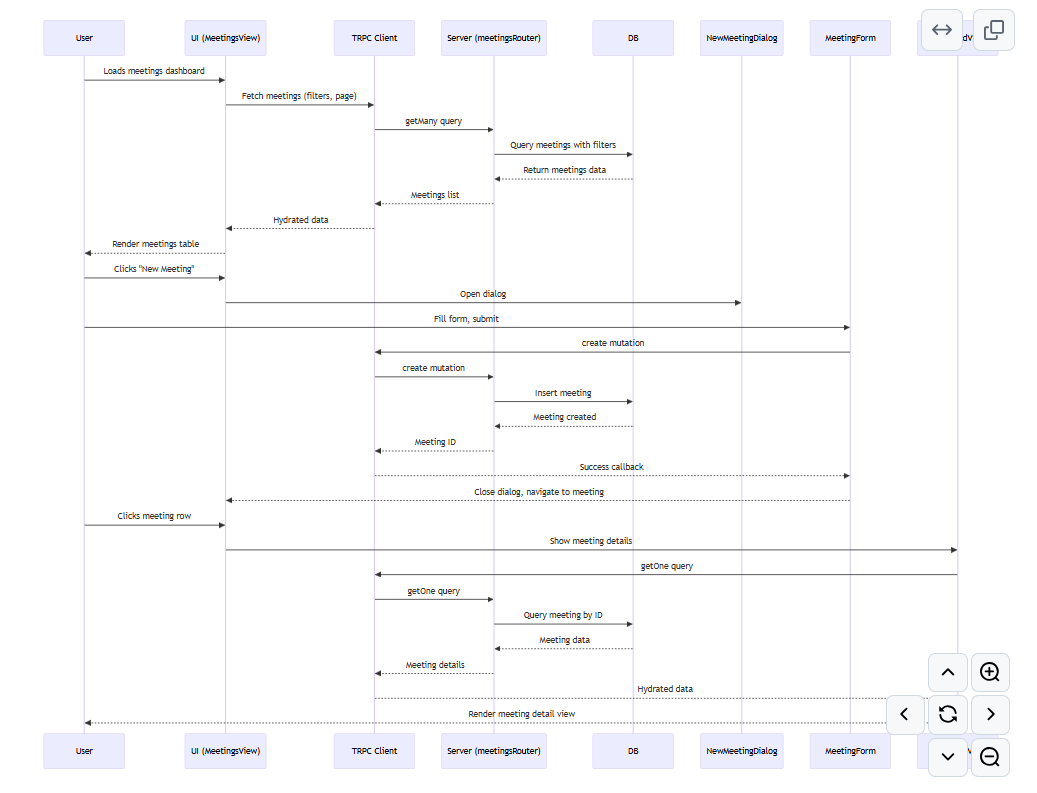 User
UI (MeetingsView)
TRPC Client
Server (meetingsRouter)
DB
NewMeetingDialog
MeetingForm
Loads meetings dashboard
Fetch meetings (filters, page)
getMany query
Query meetings with filters
Return meetings data
Meetings list
Hydrated data
Render meetings table
Clicks "New Meeting"
Open dialog
Fill form, submit
create mutation
create mutation
Insert meeting
Meeting created
Meeting ID
Success callback
Close dialog, navigate to meeting
Clicks meeting row
Show meeting details
getOne query
getOne query
Query meeting by ID
Meeting data
Meeting details
Hydrated data
Render meeting detail view
User
UI (MeetingsView)
TRPC Client
Server (meetingsRouter)
DB
NewMeetingDialog
MeetingForm